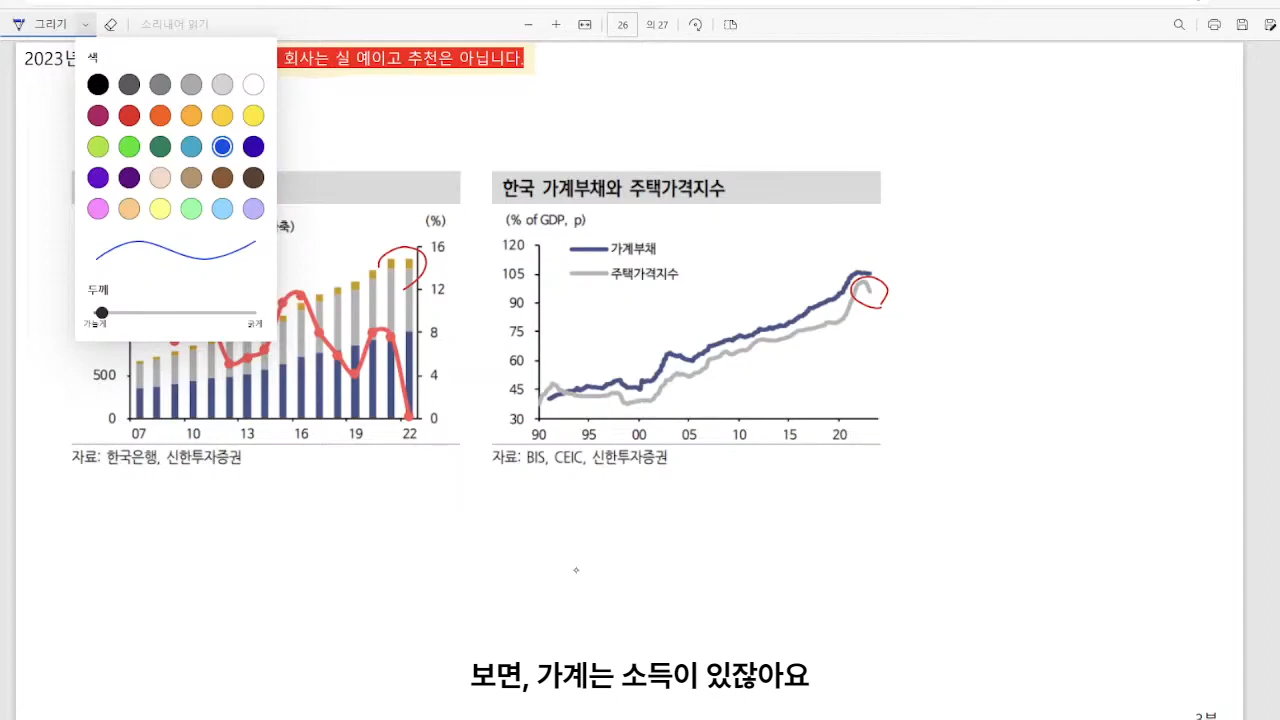 그리기 소리내어 읽기 26 의 27
2023년 회사는 실 예이고 추천은 아닙니다.
색
두께
가늘게 굵게
축) (%)
16
12
8
500 4
0 0
07 10 13 16 19 22
자료: 한국은행, 신한투자증권
한국 가계부채와 주택가격지수
(% of GDP, p)
120 가계부채
105 주택가격지수
90
75
60
45
30
90 95 00 05 10 15 20
자료: BIS, CEIC, 신한투자증권
보면, 가계는 소득이 있잖아요